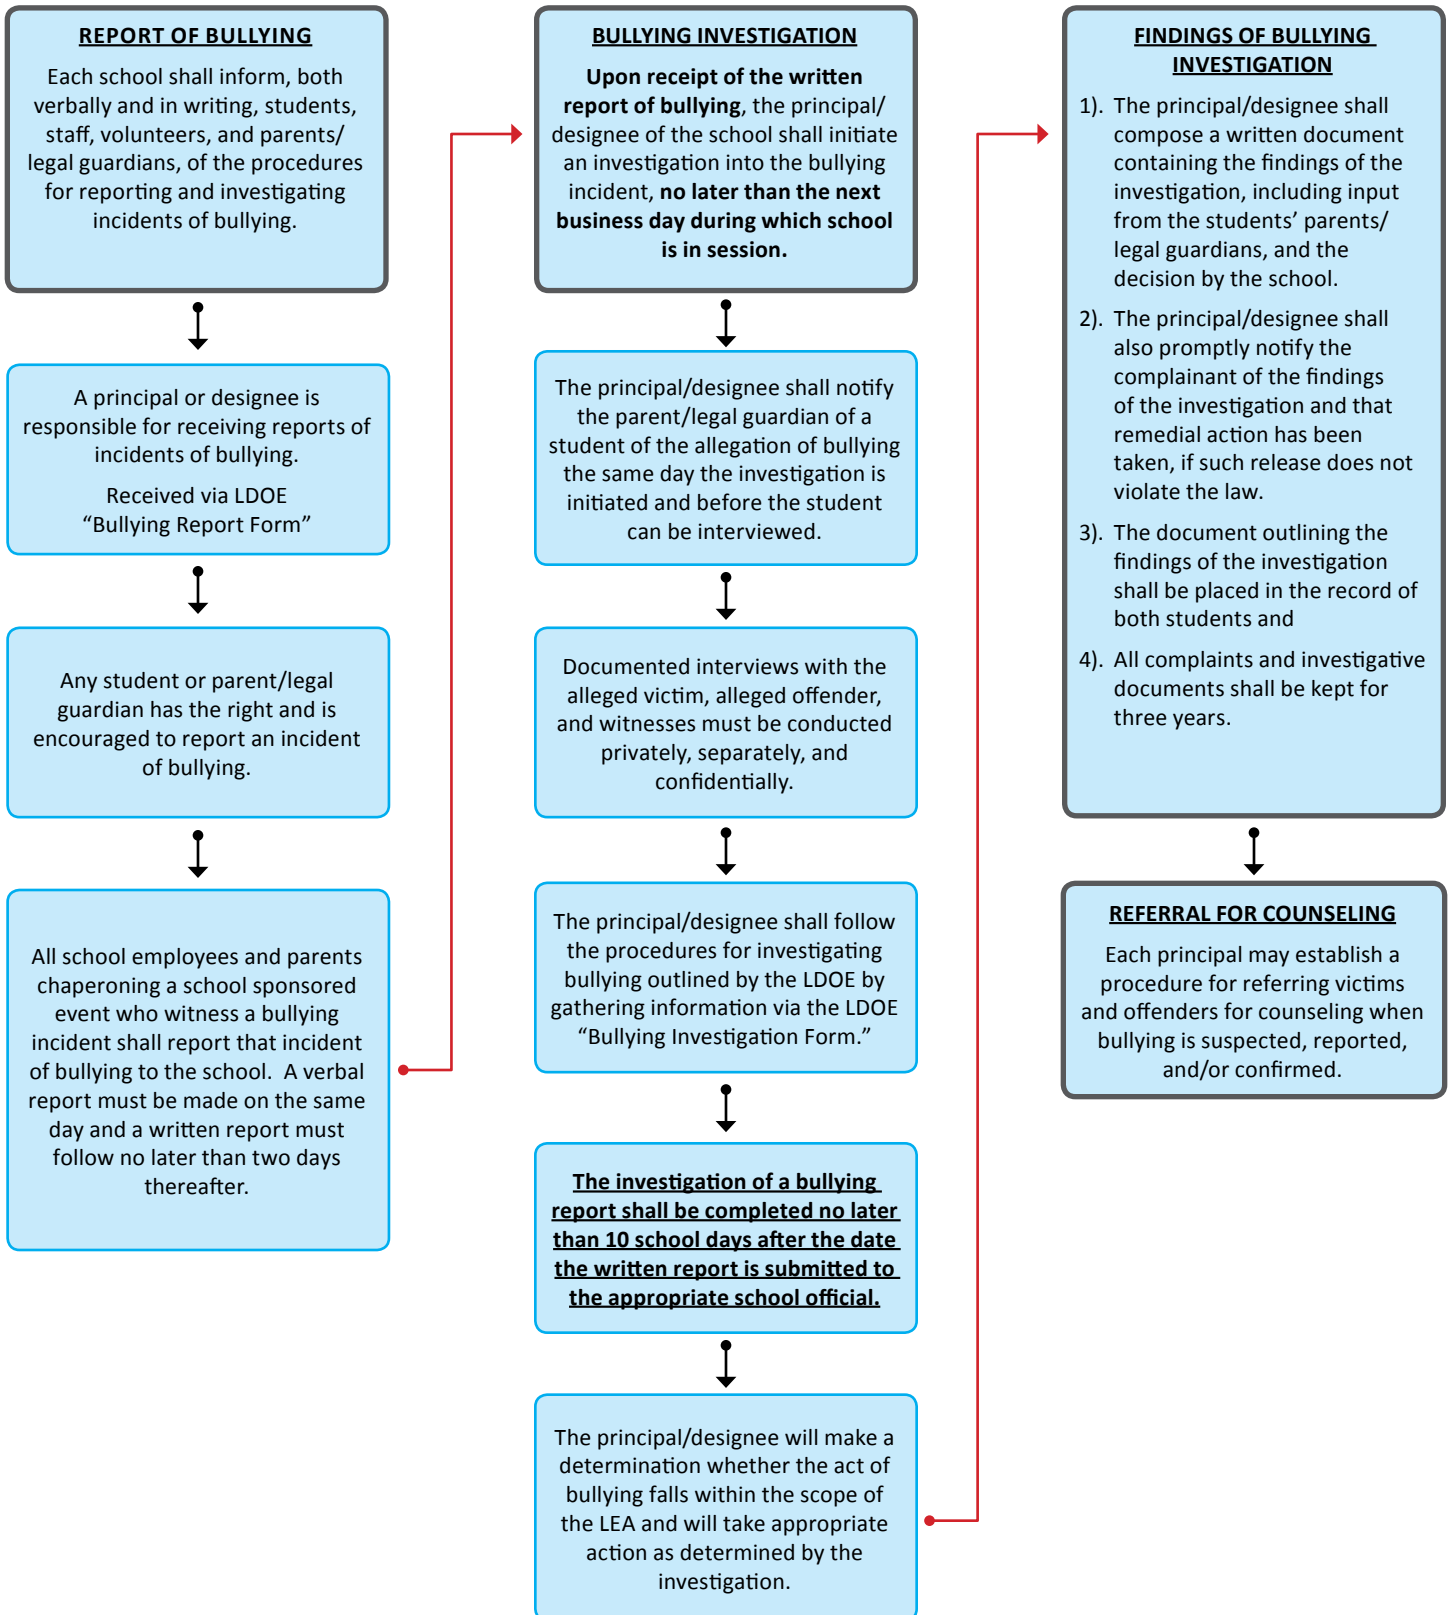 REPORT OF BULLYING
Each school shall inform, both
verbally and in writing, students,
staff, volunteers, and parents/
legal guardians, of the procedures
for reporting and investigating
incidents of bullying.
A principal or designee is
responsible for receiving reports of
incidents of bullying.
Received via LDOE
“Bullying Report Form”
Any student or parent/legal
guardian has the right and is
encouraged to report an incident
of bullying.
All school employees and parents
chaperoning a school sponsored
event who witness a bullying
incident shall report that incident
of bullying to the school.  A verbal
report must be made on the same
day and a written report must
follow no later than two days
thereafter.
BULLYING INVESTIGATION
Upon receipt of the written
report of bullying, the principal/
designee of the school shall initiate
an investigation into the bullying
incident, no later than the next
business day during which school
is in session.
The principal/designee shall notify
the parent/legal guardian of a
student of the allegation of bullying
the same day the investigation is
initiated and before the student
can be interviewed.
Documented interviews with the
alleged victim, alleged offender,
and witnesses must be conducted
privately, separately, and
confidentially.
The principal/designee shall follow
the procedures for investigating
bullying outlined by the LDOE by
gathering information via the LDOE
“Bullying Investigation Form.”
The investigation of a bullying
report shall be completed no later
than 10 school days after the date
the written report is submitted to
the appropriate school official.
The principal/designee will make a
determination whether the act of
bullying falls within the scope of
the LEA and will take appropriate
action as determined by the
investigation.
FINDINGS OF BULLYING
INVESTIGATION
1). The principal/designee shall
compose a written document
containing the findings of the
investigation, including input
from the students’ parents/
legal guardians, and the
decision by the school.
2). The principal/designee shall
also promptly notify the
complainant of the findings
of the investigation and that
remedial action has been
taken, if such release does not
violate the law.
3). The document outlining the
findings of the investigation
shall be placed in the record of
both students and
4). All complaints and investigative
documents shall be kept for
three years.
REFERRAL FOR COUNSELING
Each principal may establish a
procedure for referring victims
and offenders for counseling when
bullying is suspected, reported,
and/or confirmed.